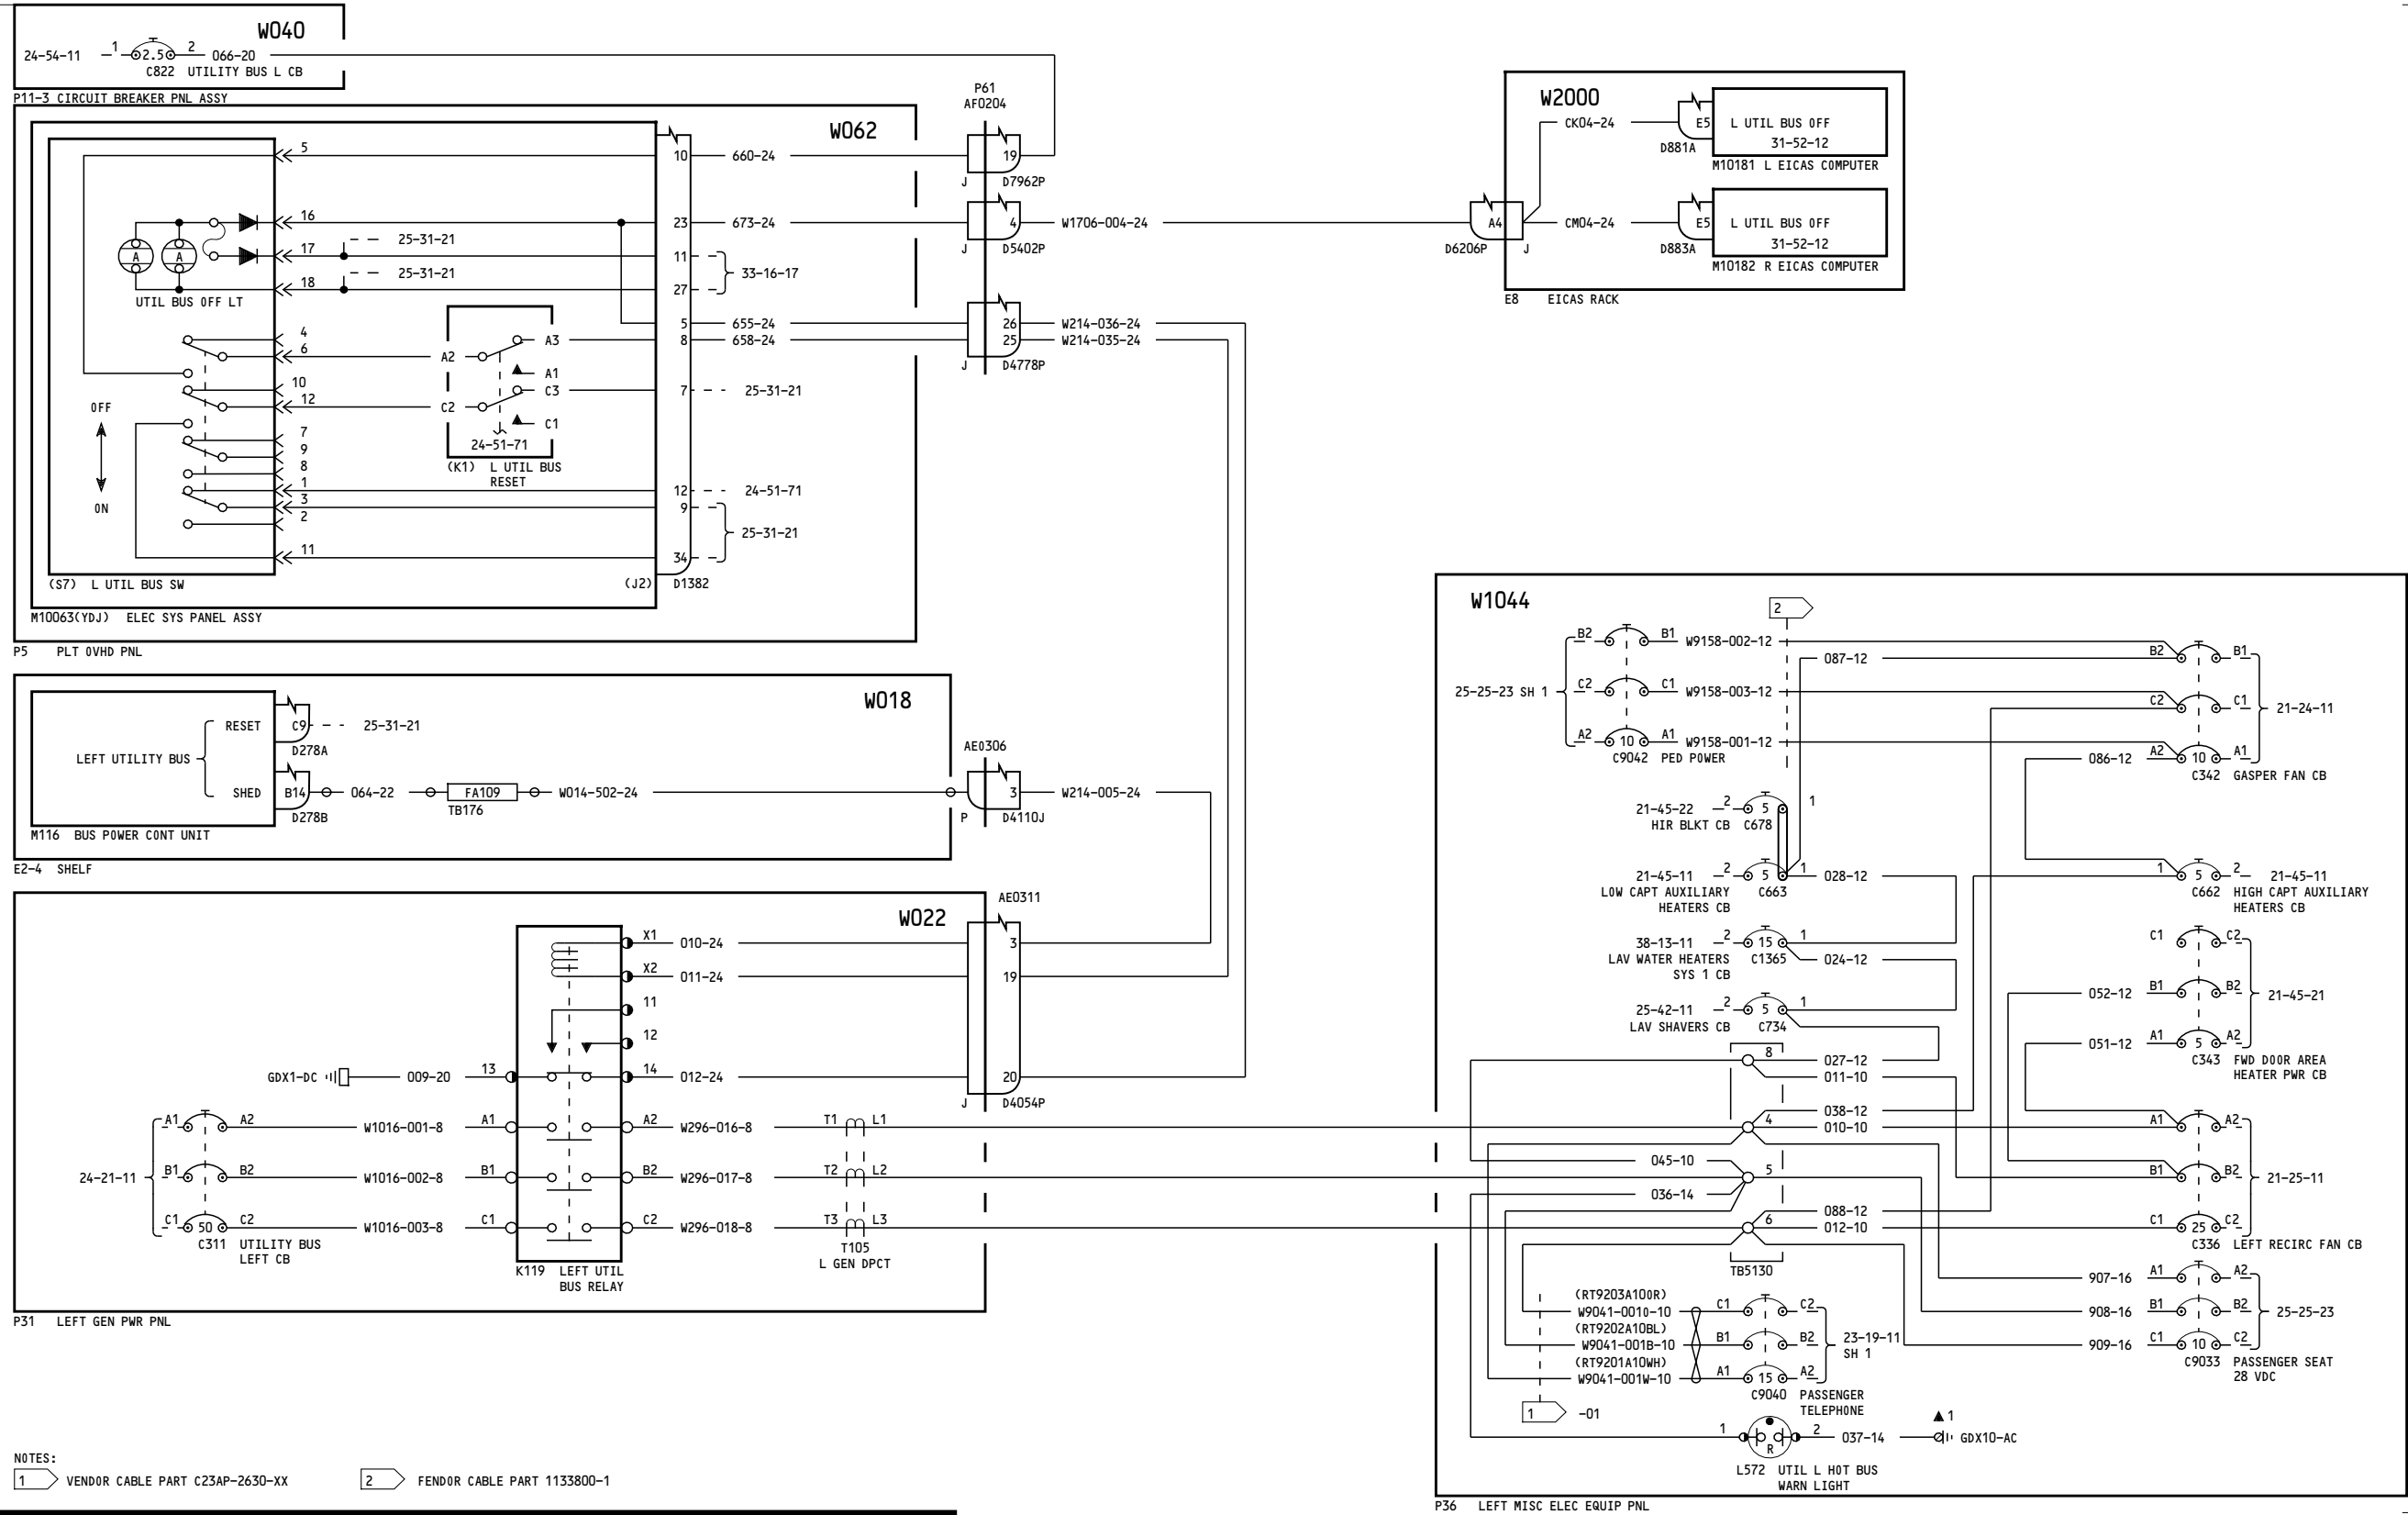 W040
24-54-11 1 2.5 2 066-20
C822 UTILITY BUS L CB
P11-3 CIRCUIT BREAKER PNL ASSY
W062
P61
AF0204
5 10 660-24 19
J D7962P
16 23 673-24 4 W1706-004-24
J D5402P
17 25-31-21 11
18 25-31-21 27
33-16-17
A A
UTIL BUS OFF LT
5 655-24 26 W214-036-24
8 658-24 25 W214-035-24
J D4778P
4
6 A2 A3
A1
10 C3 7 25-31-21
12 C2
C1
24-51-71
(K1) L UTIL BUS
RESET
OFF
ON
7
9
8
1 12 24-51-71
3 9
2
25-31-21
11 34
(S7) L UTIL BUS SW
(J2) D1382
M10063(YDJ) ELEC SYS PANEL ASSY
P5 PLT OVHD PNL
W2000
CK04-24 E5 L UTIL BUS OFF
31-52-12
D881A
M10181 L EICAS COMPUTER
A4 CM04-24 E5 L UTIL BUS OFF
31-52-12
D6206P J D883A
M10182 R EICAS COMPUTER
E8 EICAS RACK
W018
RESET C9 25-31-21
D278A
LEFT UTILITY BUS
SHED B14 064-22 FA109 W014-502-24
D278B TB176
M116 BUS POWER CONT UNIT
E2-4 SHELF
AE0306
3 W214-005-24
P D4110J
W022
AE0311
X1 010-24 3
X2 011-24 19
11
12
GDX1-DC 009-20 13 14 012-24 20
J D4054P
A1 A2 W1016-001-8 A1 A2 W296-016-8 T1 L1
24-21-11 B1 B2 W1016-002-8 B1 B2 W296-017-8 T2 L2
C1 50 C2 W1016-003-8 C1 C2 W296-018-8 T3 L3
C311 UTILITY BUS
LEFT CB
K119 LEFT UTIL
BUS RELAY
T105
L GEN DPCT
P31 LEFT GEN PWR PNL
W1044
2
B2 B1 W9158-002-12
087-12 B2 B1
25-25-23 SH 1 C2 C1 W9158-003-12
C2 C1 21-24-11
A2 10 A1 W9158-001-12
C9042 PED POWER
086-12 A2 10 A1
C342 GASPER FAN CB
21-45-22 2 5 1
HIR BLKT CB C678
21-45-11 2 5 1 028-12
LOW CAPT AUXILIARY C663
HEATERS CB
1 5 2 21-45-11
C662 HIGH CAPT AUXILIARY
HEATERS CB
38-13-11 2 15 1
LAV WATER HEATERS C1365 024-12
SYS 1 CB
C1 C2
052-12 B1 B2 21-45-21
25-42-11 2 5 1
LAV SHAVERS CB C734
051-12 A1 5 A2
C343 FWD DOOR AREA
HEATER PWR CB
8 027-12
011-10
038-12
4 010-10 A1 A2
045-10 5 B1 B2 21-25-11
036-14
088-12
6 012-10 C1 25 C2
C336 LEFT RECIRC FAN CB
TB5130
907-16 A1 A2
908-16 B1 B2 25-25-23
909-16 C1 10 C2
C9033 PASSENGER SEAT
28 VDC
(RT9203A100R)
W9041-0010-10 C1 C2
(RT9202A10BL)
W9041-001B-10 B1 B2 23-19-11
SH 1
(RT9201A10WH)
W9041-001W-10 A1 15 A2
C9040 PASSENGER
TELEPHONE
1 -01
1 R 2 037-14 GDX10-AC
1
L572 UTIL L HOT BUS
WARN LIGHT
P36 LEFT MISC ELEC EQUIP PNL
NOTES:
1 VENDOR CABLE PART C23AP-2630-XX
2 FENDOR CABLE PART 1133800-1